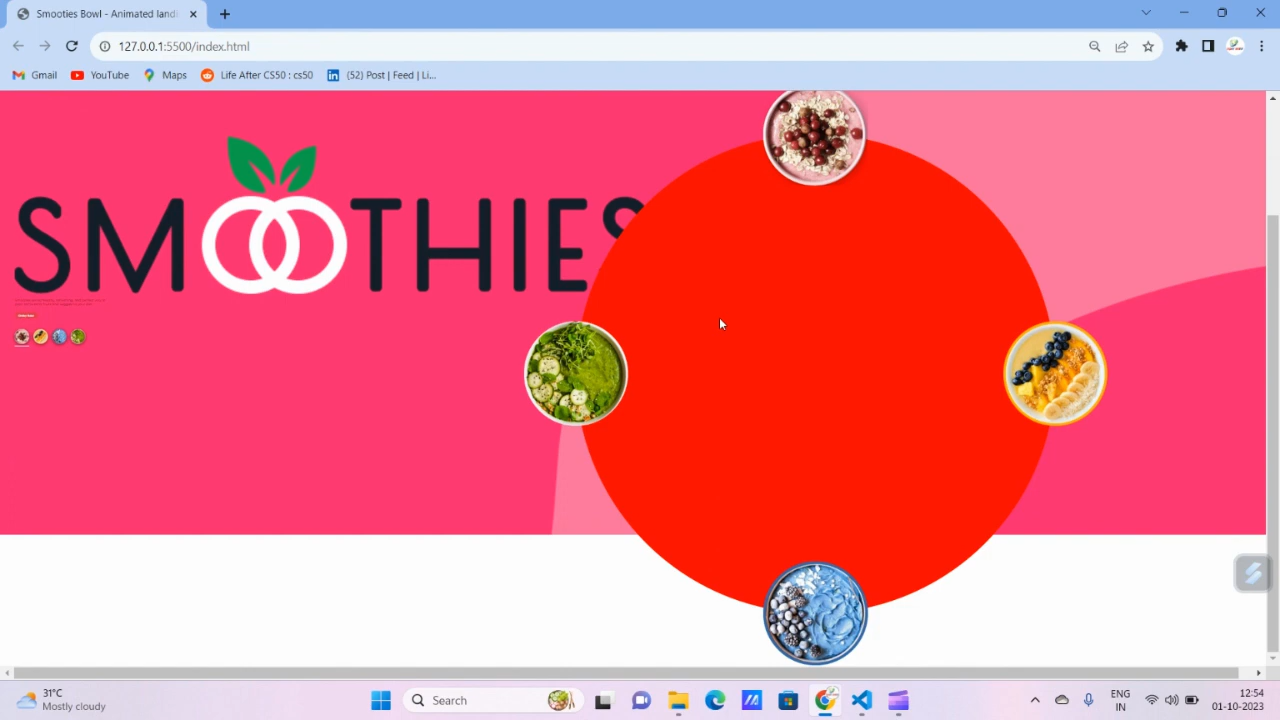 Smooties Bowl - Animated landi
127.0.0.1:5500/index.html
Gmail YouTube Maps Life After CS50 : cs50 (52) Post | Feed | Li...
SMOOTHIES
31°C
Mostly cloudy
Search
ENG
IN
12:54
01-10-2023